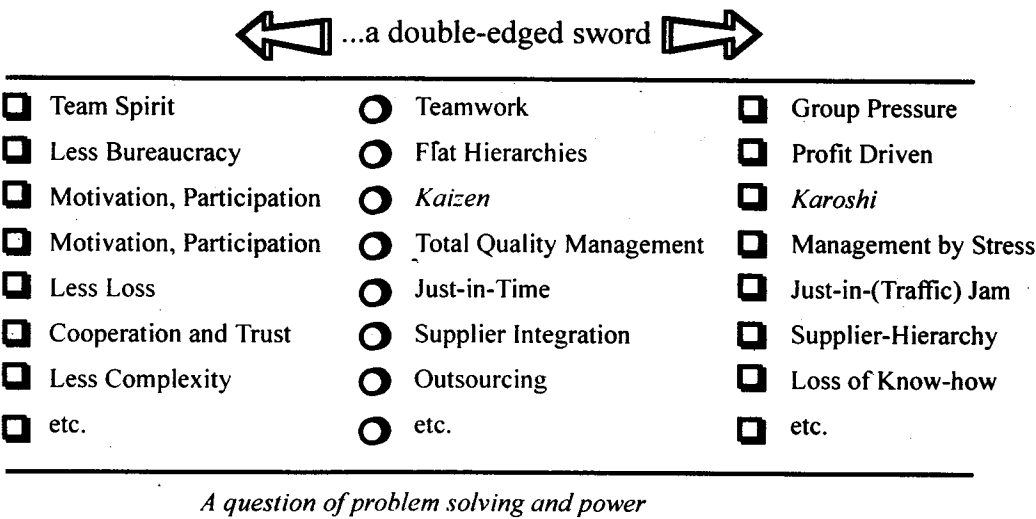 ...a double-edged sword
Team Spirit Teamwork Group Pressure
Less Bureaucracy Flat Hierarchies Profit Driven
Motivation, Participation Kaizen Karoshi
Motivation, Participation Total Quality Management Management by Stress
Less Loss Just-in-Time Just-in-(Traffic) Jam
Cooperation and Trust Supplier Integration Supplier-Hierarchy
Less Complexity Outsourcing Loss of Know-how
etc. etc. etc.
A question of problem solving and power